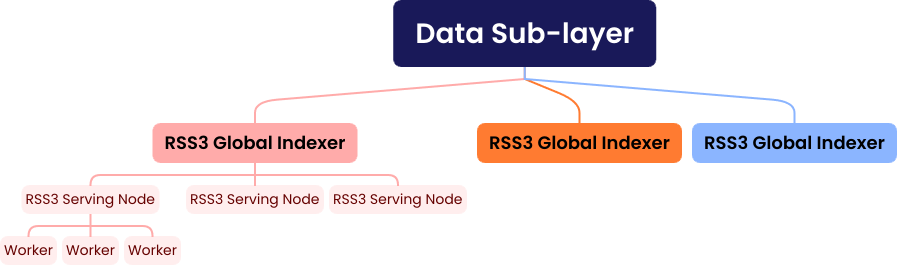 Data Sub-layer
RSS3 Global Indexer
RSS3 Global Indexer
RSS3 Global Indexer
RSS3 Serving Node
RSS3 Serving Node
RSS3 Serving Node
Worker
Worker
Worker